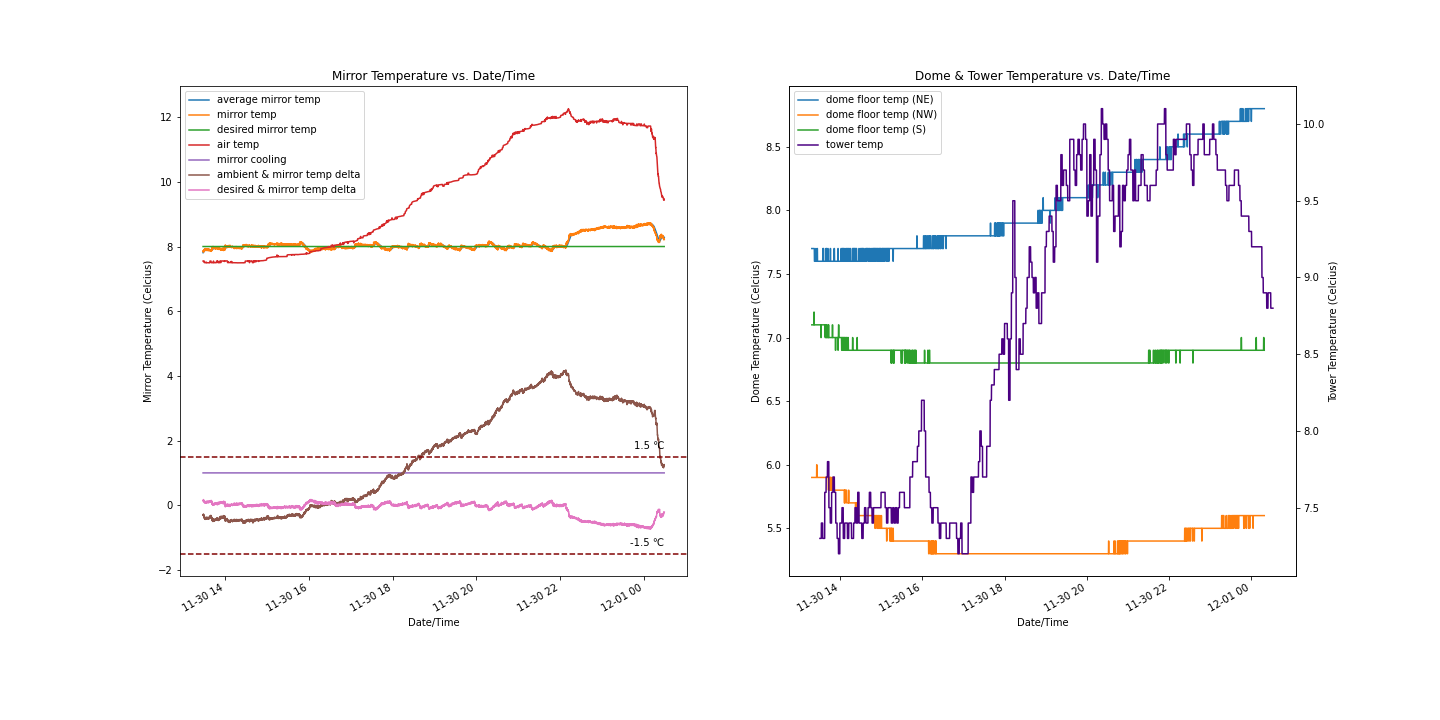 Mirror Temperature vs. Date/Time
average mirror temp
mirror temp
desired mirror temp
air temp
mirror cooling
ambient & mirror temp delta
desired & mirror temp delta
12
10
8
6
4
2
0
−2
Mirror Temperature (Celcius)
1.5 °C
-1.5 °C
11-30 14
11-30 16
11-30 18
11-30 20
11-30 22
12-01 00
Date/Time
Dome & Tower Temperature vs. Date/Time
dome floor temp (NE)
dome floor temp (NW)
dome floor temp (S)
tower temp
8.5
8.0
7.5
7.0
6.5
6.0
5.5
Dome Temperature (Celcius)
10.0
9.5
9.0
8.5
8.0
7.5
Tower Temperature (Celcius)
11-30 14
11-30 16
11-30 18
11-30 20
11-30 22
12-01 00
Date/Time